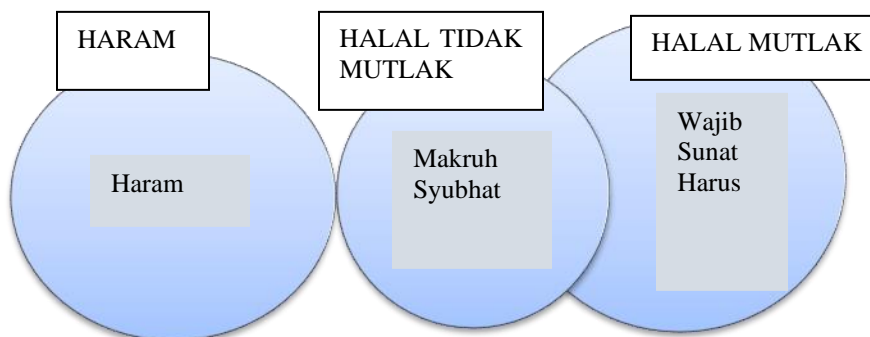 HARAM
HALAL TIDAK
MUTLAK
HALAL MUTLAK
Haram
Makruh
Syubhat
Wajib
Sunat
Harus